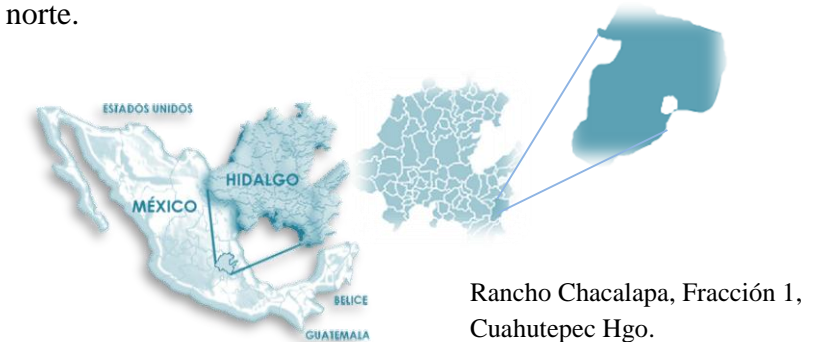 norte.
ESTADOS UNIDOS
HIDALGO
MÉXICO
BELICE
GUATEMALA
Rancho Chacalapa, Fracción 1,
Cuahutepec Hgo.